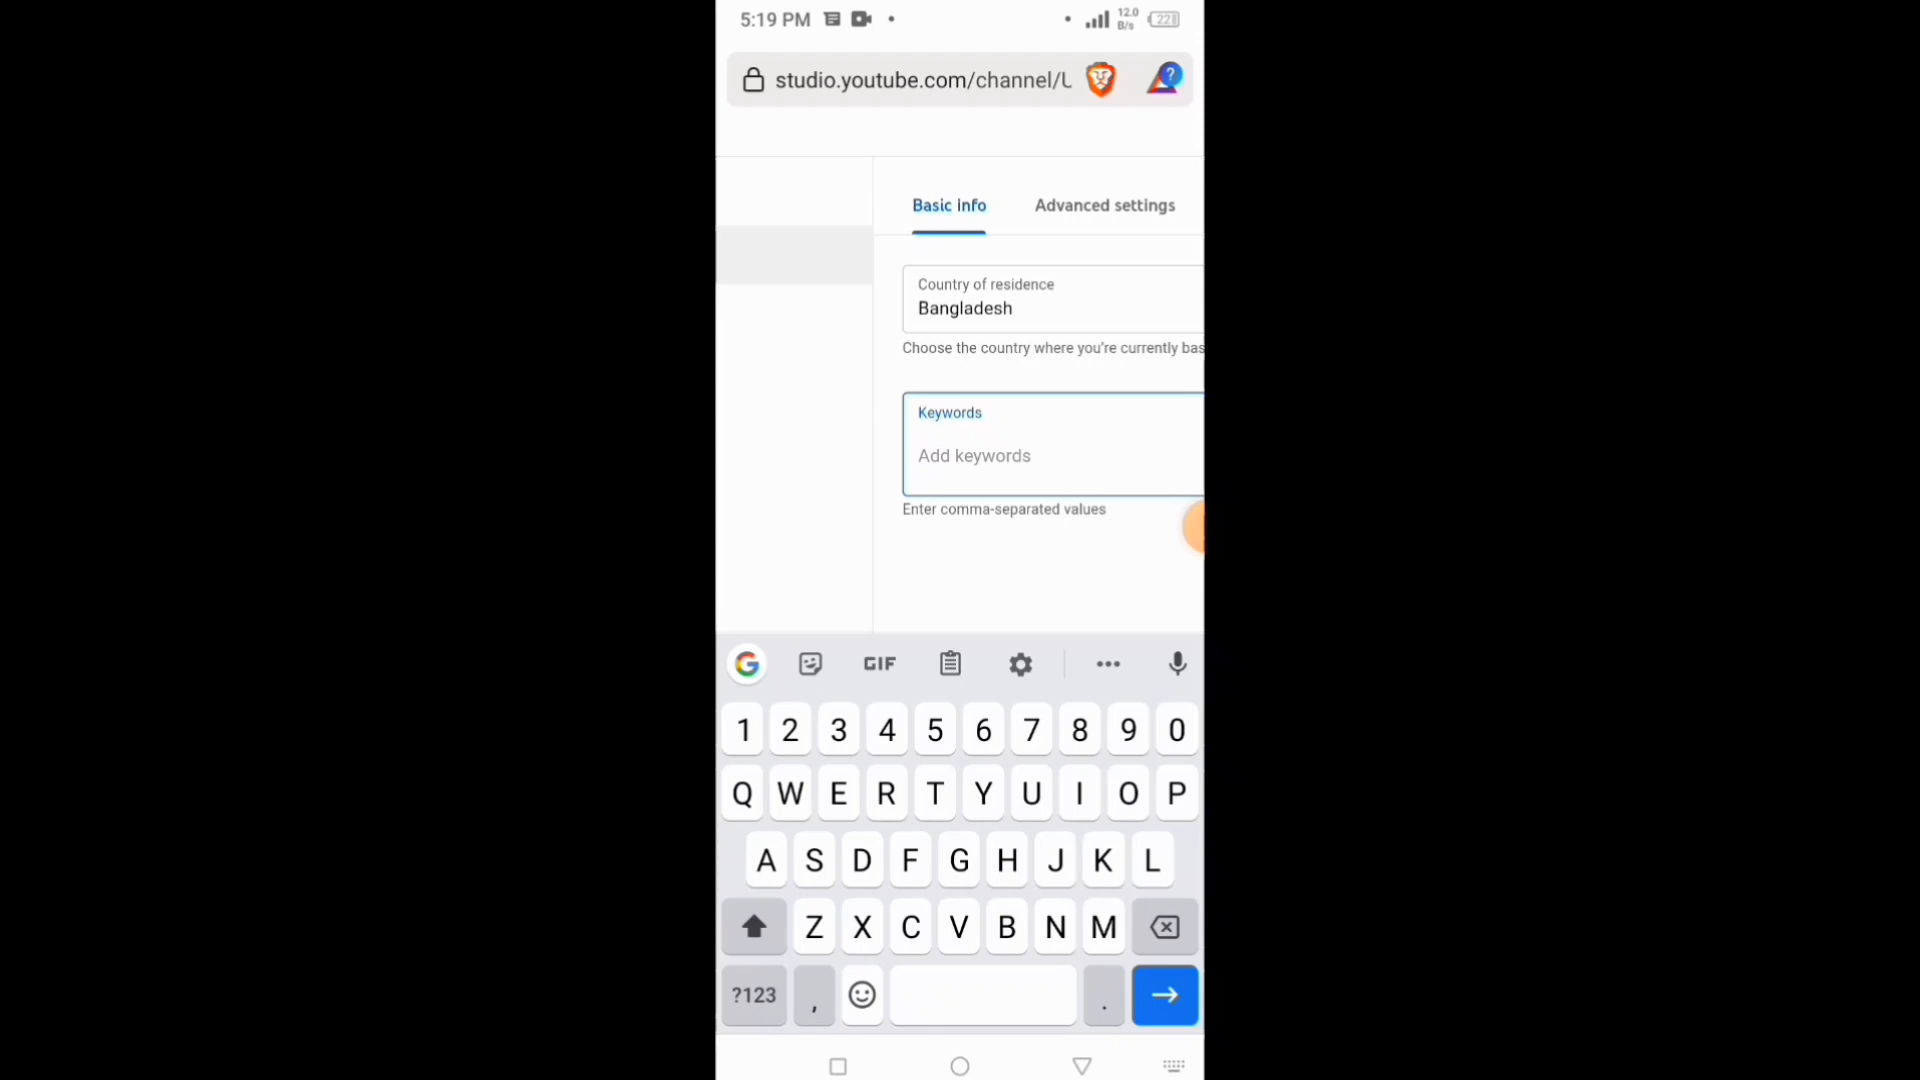 5:19 PM
12.0
B/s
22
studio.youtube.com/channel/U
?
Basic info
Advanced settings
Country of residence
Bangladesh
Choose the country where you're currently bas
Keywords
Add keywords
Enter comma-separated values
G
GIF
1 2 3 4 5 6 7 8 9 0
Q W E R T Y U I O P
A S D F G H J K L
Z X C V B N M
?123 , .